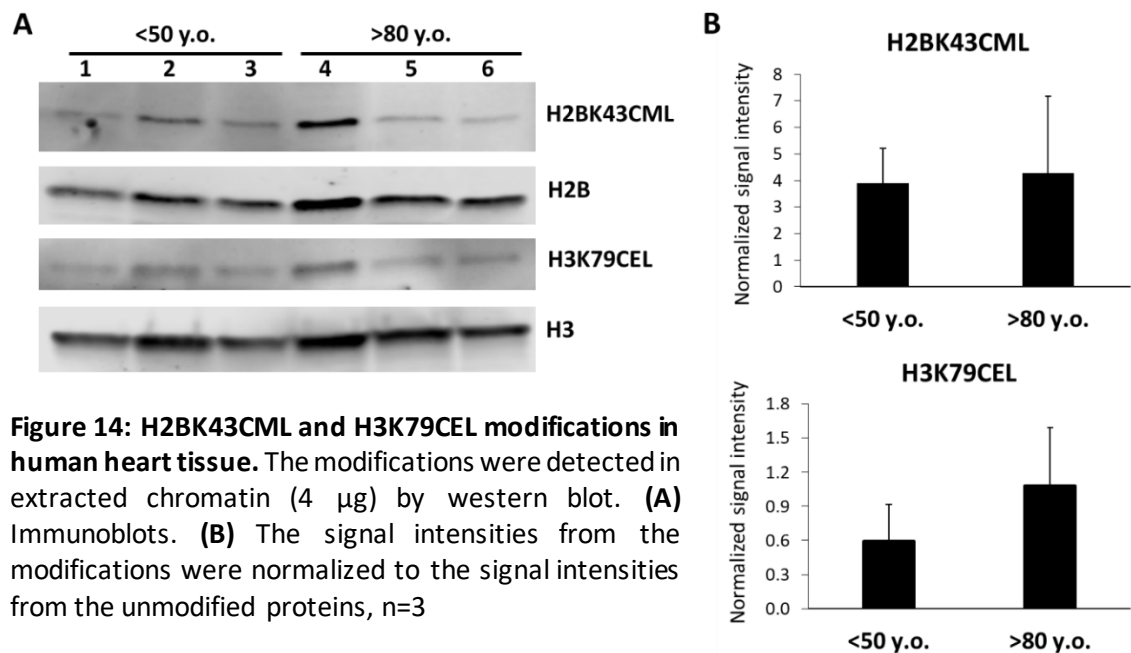 A
<50 y.o.
>80 y.o.
1 2 3 4 5 6
H2BK43CML
H2B
H3K79CEL
H3
Figure 14: H2BK43CML and H3K79CEL modifications in
human heart tissue. The modifications were detected in
extracted chromatin (4 µg) by western blot. (A)
Immunoblots. (B) The signal intensities from the
modifications were normalized to the signal intensities
from the unmodified proteins, n=3
B
H2BK43CML
Normalized signal intensity
8
7
6
5
4
3
2
1
0
<50 y.o.
>80 y.o.
H3K79CEL
Normalized signal intensity
1.8
1.5
1.2
0.9
0.6
0.3
0.0
<50 y.o.
>80 y.o.